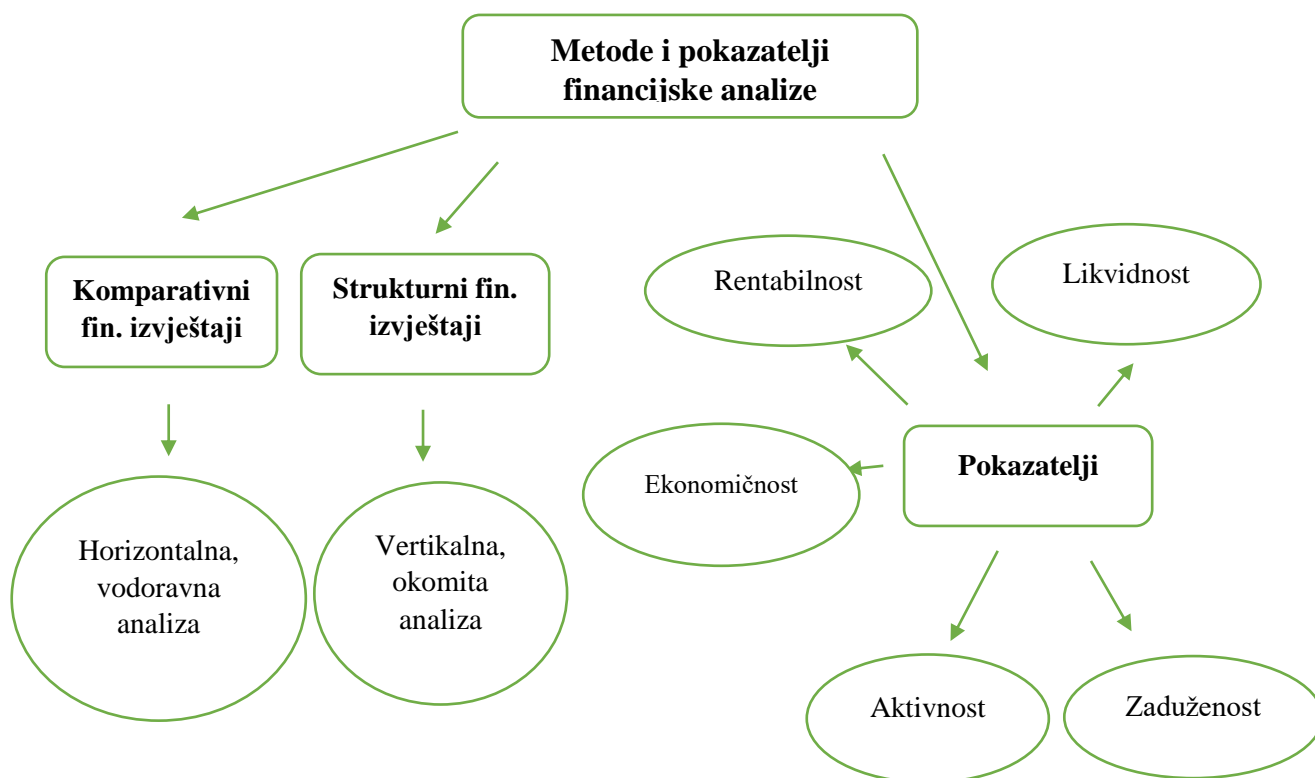 Metode i pokazatelji
financijske analize
Komparativni
fin. izvještaji
Strukturni fin.
izvještaji
Rentabilnost
Likvidnost
Ekonomičnost
Pokazatelji
Horizontalna,
vodoravna
analiza
Vertikalna,
okomita
analiza
Aktivnost
Zaduženost